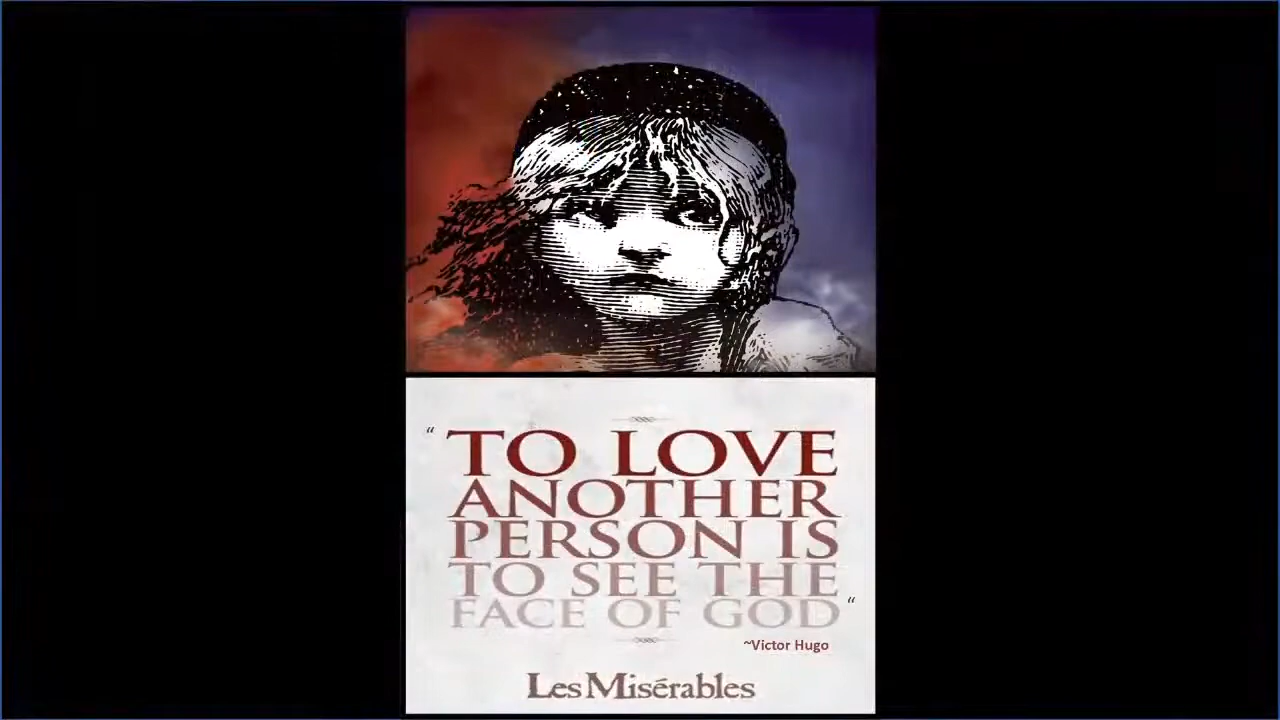 “ TO LOVE
ANOTHER
PERSON IS
TO SEE THE
FACE OF GOD “
~Victor Hugo
Les Misérables